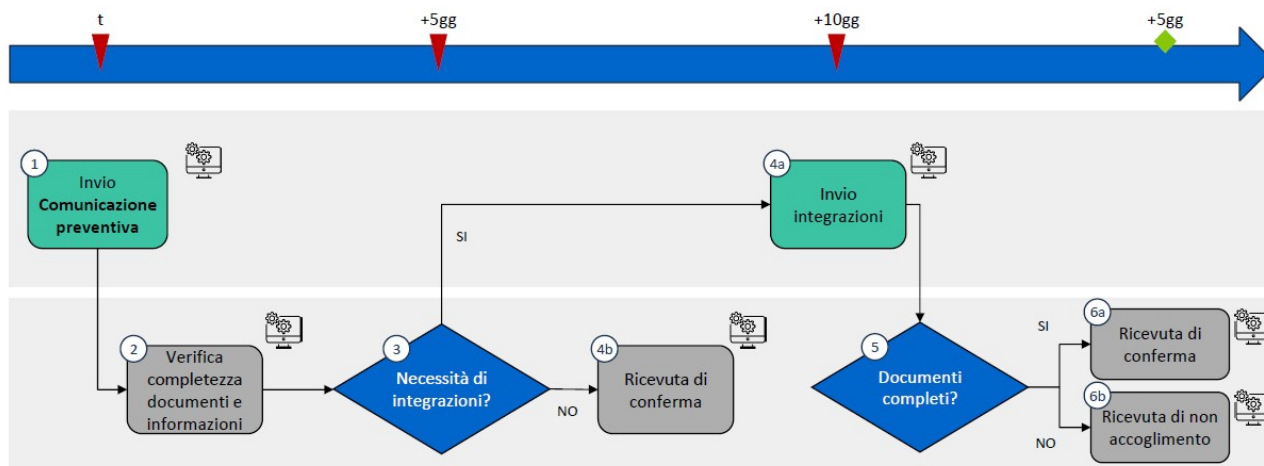 t
+5gg
+10gg
+5gg
1
Invio
Comunicazione
preventiva
4a
Invio
integrazioni
SI
2
Verifica
completezza
documenti e
informazioni
3
Necessità di
integrazioni?
NO
4b
Ricevuta di
conferma
5
Documenti
completi?
SI
NO
6a
Ricevuta di
conferma
6b
Ricevuta di non
accoglimento